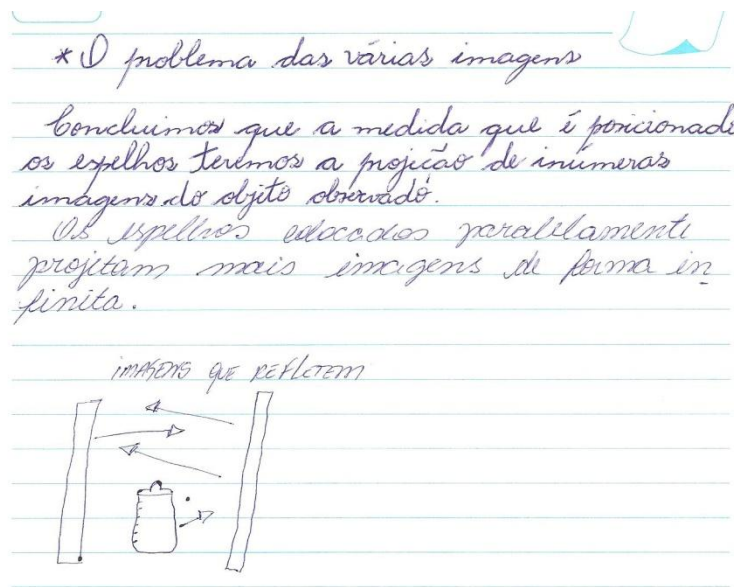 * O problema das várias imagens
Concluimos que a medida que é posicionado
os espelhos teremos a projeção de inúmeras
imagens do objeto observado.
Os espelhos colocados paralelamente
projetam mais imagens de forma in
finita.
IMAGENS QUE REFLETEM